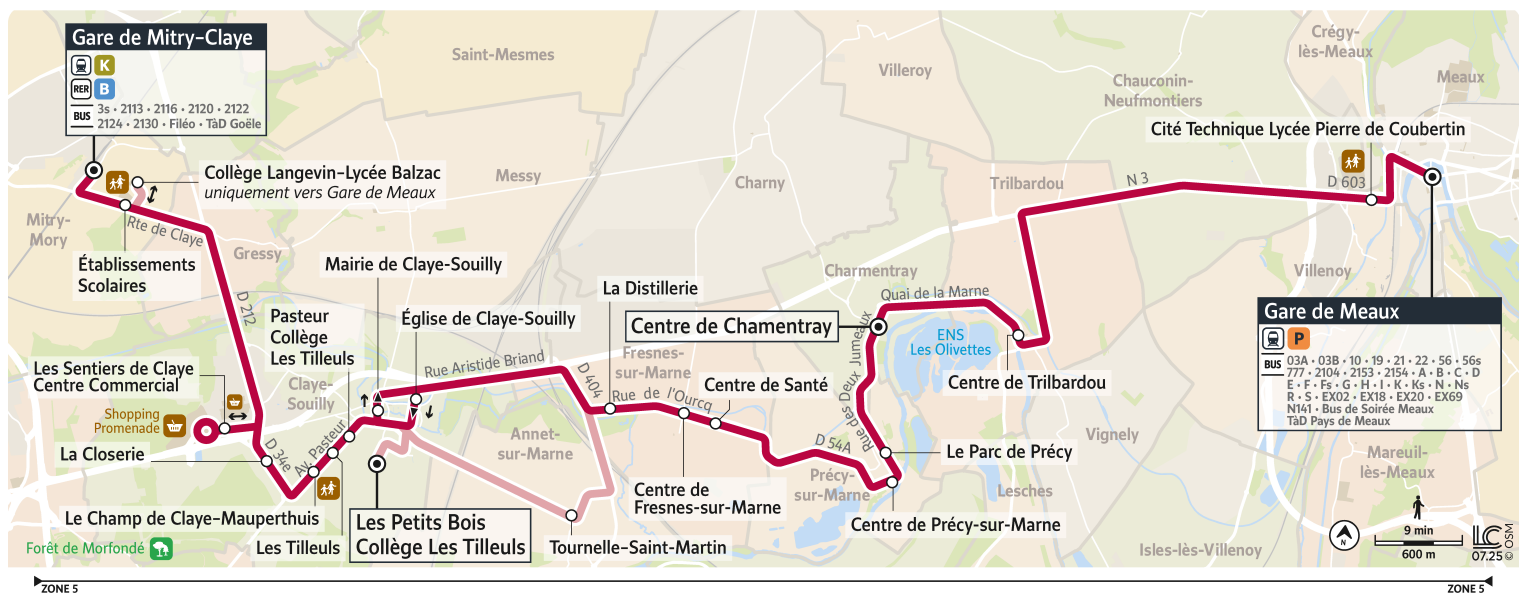 Gare de Mitry-Claye
K
RER B
BUS
3s • 2113 • 2116 • 2120 • 2122
2124 • 2130 • Filéo • TàD Goële
Saint-Mesmes
Villeroy
Crégy-
lès-Meaux
Chauconin-
Neufmontiers
Meaux
Cité Technique Lycée Pierre de Coubertin
Collège Langevin–Lycée Balzac
uniquement vers Gare de Meaux
Messy
Charny
Trilbardou
N 3
D 603
Mitry-
Mory
Rte de Claye
Gressy
Établissements
Scolaires
Mairie de Claye-Souilly
Charmentray
Villenoy
D 212
La Distillerie
Quai de la Marne
Pasteur
Collège
Les Tilleuls
Église de Claye-Souilly
Centre de Chamentray
ENS
Les Olivettes
Gare de Meaux
P
BUS
03A • 03B • 10 • 19 • 21 • 22 • 56 • 56s
777 • 2104 • 2153 • 2154 • A • B • C • D
E • F • Fs • G • H • I • K • Ks • N • Ns
R • S • EX02 • EX18 • EX20 • EX69
N141 • Bus de Soirée Meaux
TàD Pays de Meaux
Les Sentiers de Claye
Centre Commercial
Claye-
Souilly
Rue Aristide Briand
D 404
Fresnes-
sur-Marne
Rue de l'Ourcq
Centre de Santé
Rue des Deux Jumeaux
Centre de Trilbardou
Shopping
Promenade
La Closerie
D 34e
Av. Pasteur
Annet-
sur-Marne
D 54A
Vignely
Le Parc de Précy
Mareuil-
lès-Meaux
Précy-
sur-Marne
Lesches
Centre de
Fresnes-sur-Marne
Le Champ de Claye–Mauperthuis
Les Petits Bois
Collège Les Tilleuls
Centre de Précy-sur-Marne
Forêt de Morfondé
Les Tilleuls
Tournelle–Saint-Martin
Isles-lès-Villenoy
N
9 min
600 m
LC
07.25
© OSM
ZONE 5
ZONE 5